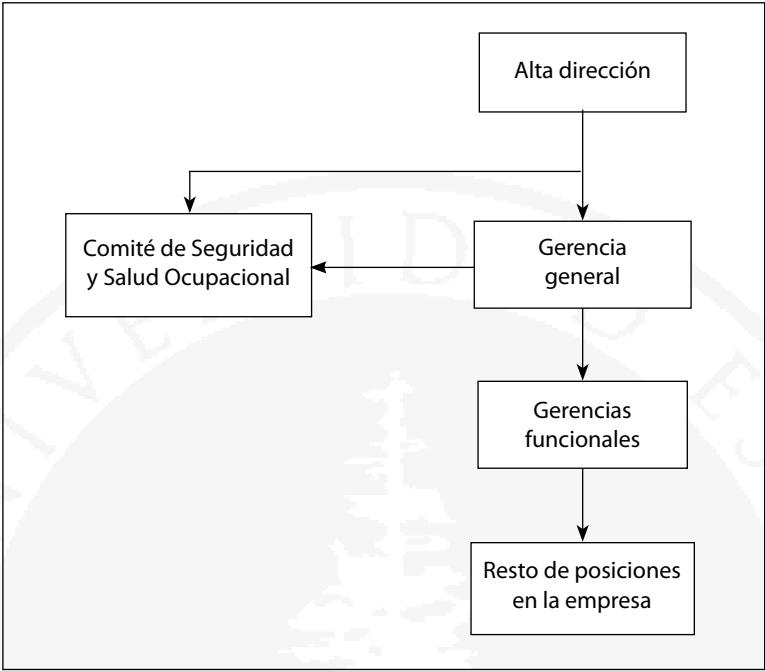 Alta dirección
Comité de Seguridad
y Salud Ocupacional
Gerencia
general
Gerencias
funcionales
Resto de posiciones
en la empresa